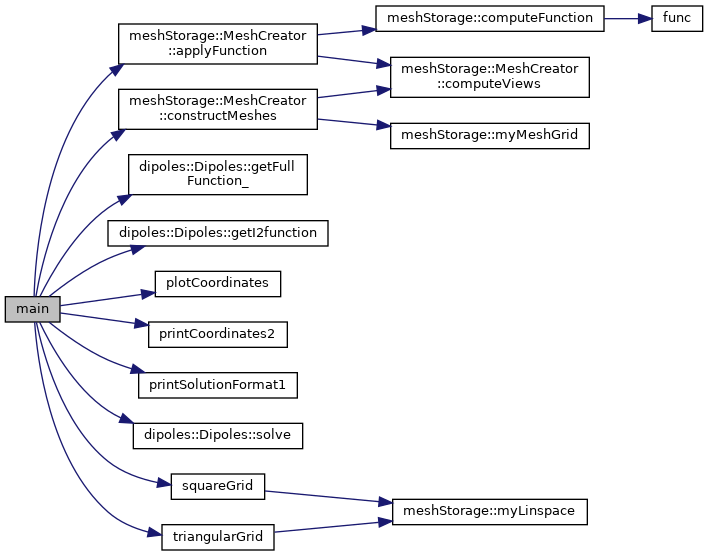 meshStorage::computeFunction
func
meshStorage::MeshCreator
::applyFunction
meshStorage::MeshCreator
::computeViews
meshStorage::MeshCreator
::constructMeshes
meshStorage::myMeshGrid
dipoles::Dipoles::getFull
Function_
dipoles::Dipoles::getI2function
plotCoordinates
main
printCoordinates2
printSolutionFormat1
dipoles::Dipoles::solve
squareGrid
meshStorage::myLinspace
triangularGrid